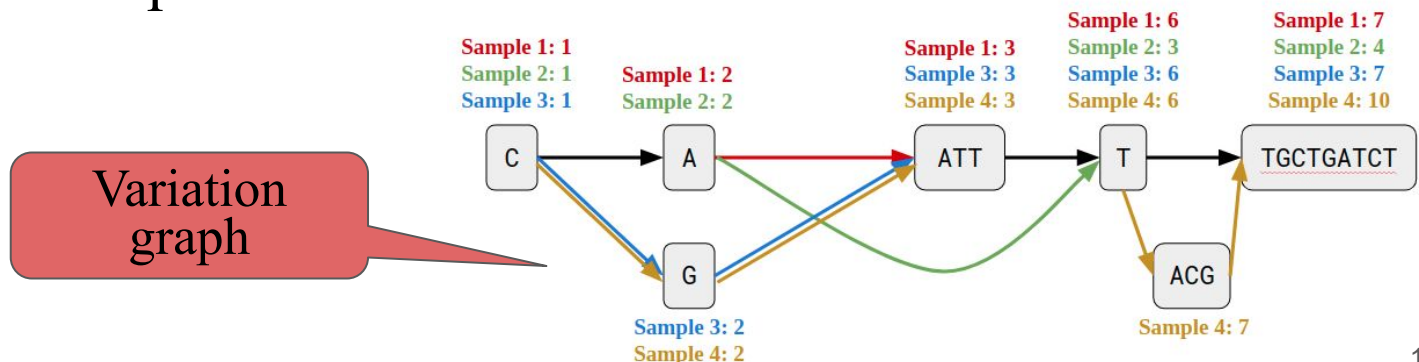 Sample 1: 6
Sample 2: 3
Sample 3: 6
Sample 4: 6
Sample 1: 7
Sample 2: 4
Sample 3: 7
Sample 4: 10
Sample 1: 1
Sample 2: 1
Sample 3: 1
Sample 1: 2
Sample 2: 2
Sample 1: 3
Sample 3: 3
Sample 4: 3
C
A
ATT
T
TGCTGATCT
Variation
graph
G
ACG
Sample 3: 2
Sample 4: 2
Sample 4: 7